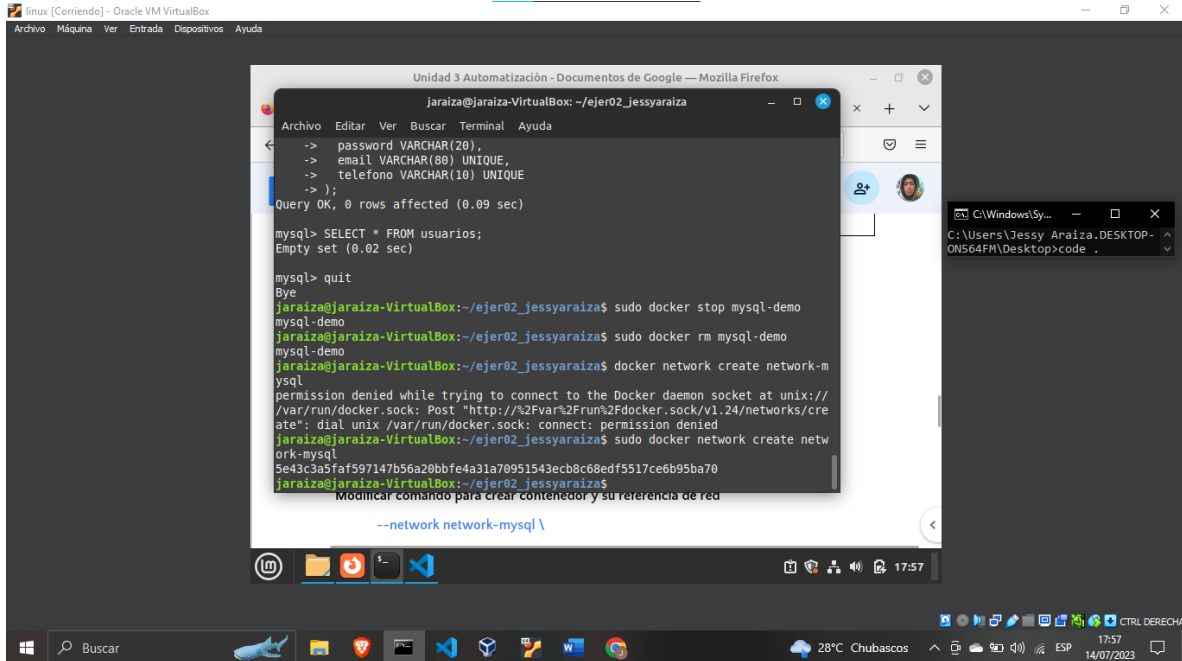 linux [Corriendo] - Oracle VM VirtualBox
Archivo Máquina Ver Entrada Dispositivos Ayuda
Unidad 3 Automatizaciòn - Documentos de Google — Mozilla Firefox
jaraiza@jaraiza-VirtualBox: ~/ejer02_jessyaraiza
Archivo Editar Ver Buscar Terminal Ayuda
-> password VARCHAR(20),
-> email VARCHAR(80) UNIQUE,
-> telefono VARCHAR(10) UNIQUE
-> );
Query OK, 0 rows affected (0.09 sec)
mysql> SELECT * FROM usuarios;
Empty set (0.02 sec)
mysql> quit
Bye
jaraiza@jaraiza-VirtualBox:~/ejer02_jessyaraiza$ sudo docker stop mysql-demo
mysql-demo
jaraiza@jaraiza-VirtualBox:~/ejer02_jessyaraiza$ sudo docker rm mysql-demo
mysql-demo
jaraiza@jaraiza-VirtualBox:~/ejer02_jessyaraiza$ docker network create network-m
ysql
permission denied while trying to connect to the Docker daemon socket at unix://
/var/run/docker.sock: Post "http://%2Fvar%2Frun%2Fdocker.sock/v1.24/networks/cre
ate": dial unix /var/run/docker.sock: connect: permission denied
jaraiza@jaraiza-VirtualBox:~/ejer02_jessyaraiza$ sudo docker network create netw
ork-mysql
5e43c3a5faf597147b56a20bbfe4a31a70951543ecb8c68edf5517ce6b95ba70
jaraiza@jaraiza-VirtualBox:~/ejer02_jessyaraiza$
Modificar comando para crear contenedor y su referencia de red
--network network-mysql \
17:57
C:\Windows\Sy...
C:\Users\Jessy Araiza.DESKTOP-
ON564FM\Desktop>code .
CTRL DERECHA
Buscar
28°C Chubascos
ESP
17:57
14/07/2023